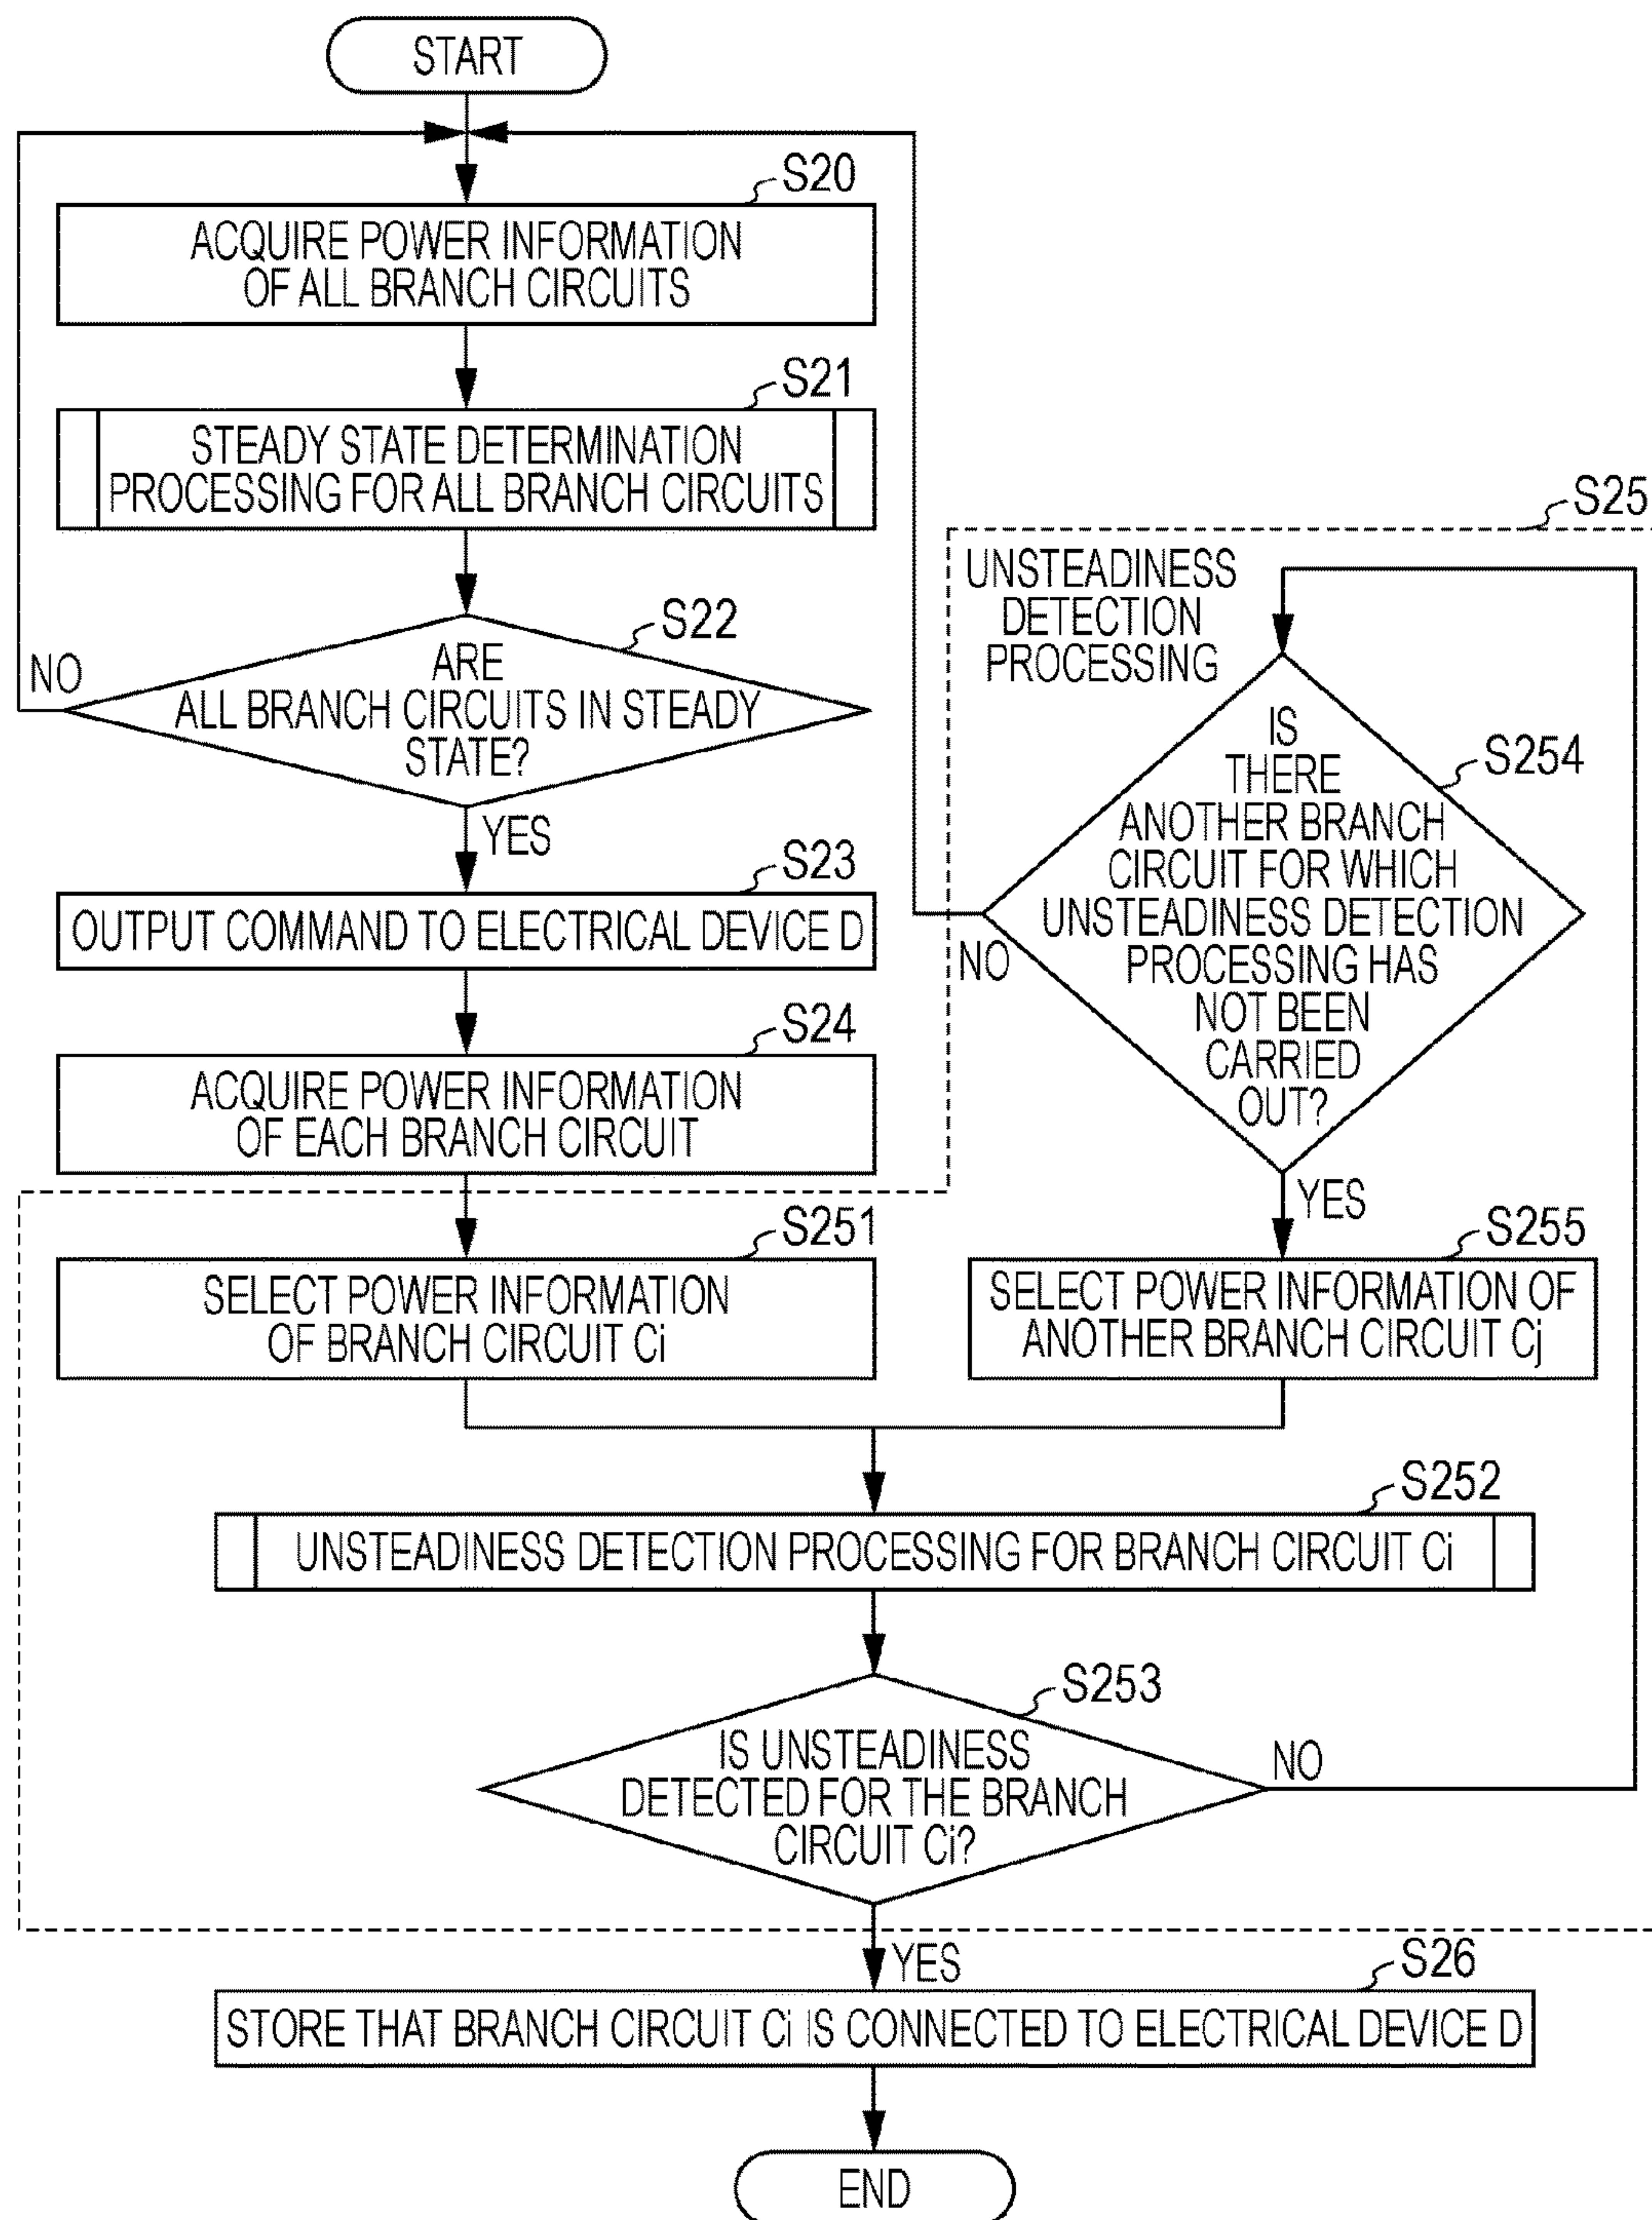 START
S20
ACQUIRE POWER INFORMATION
OF ALL BRANCH CIRCUITS
S21
STEADY STATE DETERMINATION
PROCESSING FOR ALL BRANCH CIRCUITS
S22
ARE
ALL BRANCH CIRCUITS IN STEADY
STATE?
NO
YES
S23
OUTPUT COMMAND TO ELECTRICAL DEVICE D
S24
ACQUIRE POWER INFORMATION
OF EACH BRANCH CIRCUIT
S25
UNSTEADINESS
DETECTION
PROCESSING
S254
IS
THERE
ANOTHER BRANCH
CIRCUIT FOR WHICH
UNSTEADINESS DETECTION
PROCESSING HAS
NOT BEEN
CARRIED
OUT?
NO
YES
S251
SELECT POWER INFORMATION
OF BRANCH CIRCUIT Ci
S255
SELECT POWER INFORMATION OF
ANOTHER BRANCH CIRCUIT Cj
S252
UNSTEADINESS DETECTION PROCESSING FOR BRANCH CIRCUIT Ci
S253
IS UNSTEADINESS
DETECTED FOR THE BRANCH
CIRCUIT Ci?
NO
YES
S26
STORE THAT BRANCH CIRCUIT Ci IS CONNECTED TO ELECTRICAL DEVICE D
END